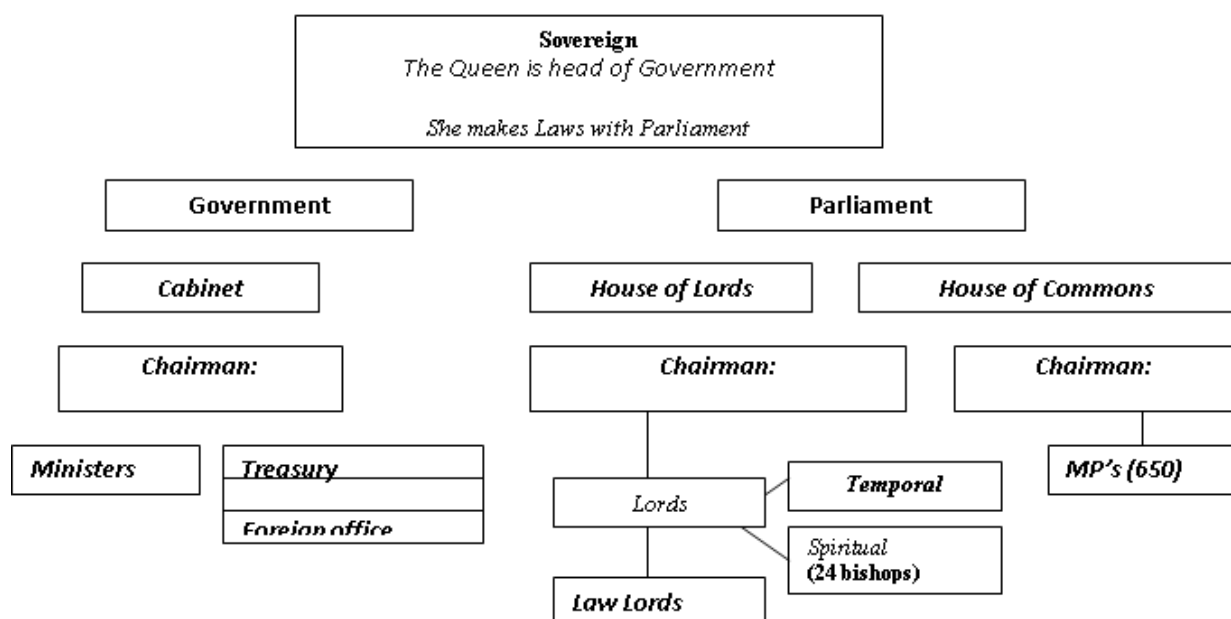 Sovereign
The Queen is head of Government
She makes Laws with Parliament
Government
Parliament
Cabinet
House of Lords
House of Commons
Chairman:
Chairman:
Chairman:
Ministers
Treasury
Foreign office
Lords
Temporal
Spiritual
(24 bishops)
Law Lords
MP’s (650)